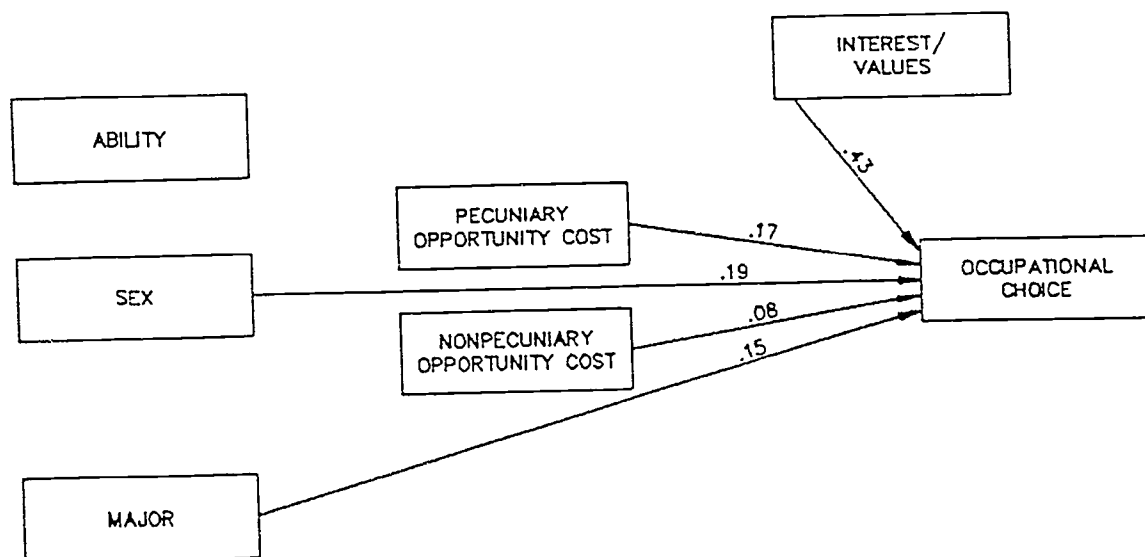 INTEREST/
VALUES
ABILITY
.43
PECUNIARY
OPPORTUNITY COST
.17
OCCUPATIONAL
CHOICE
SEX
.19
NONPECUNIARY
OPPORTUNITY COST
.08
.15
MAJOR